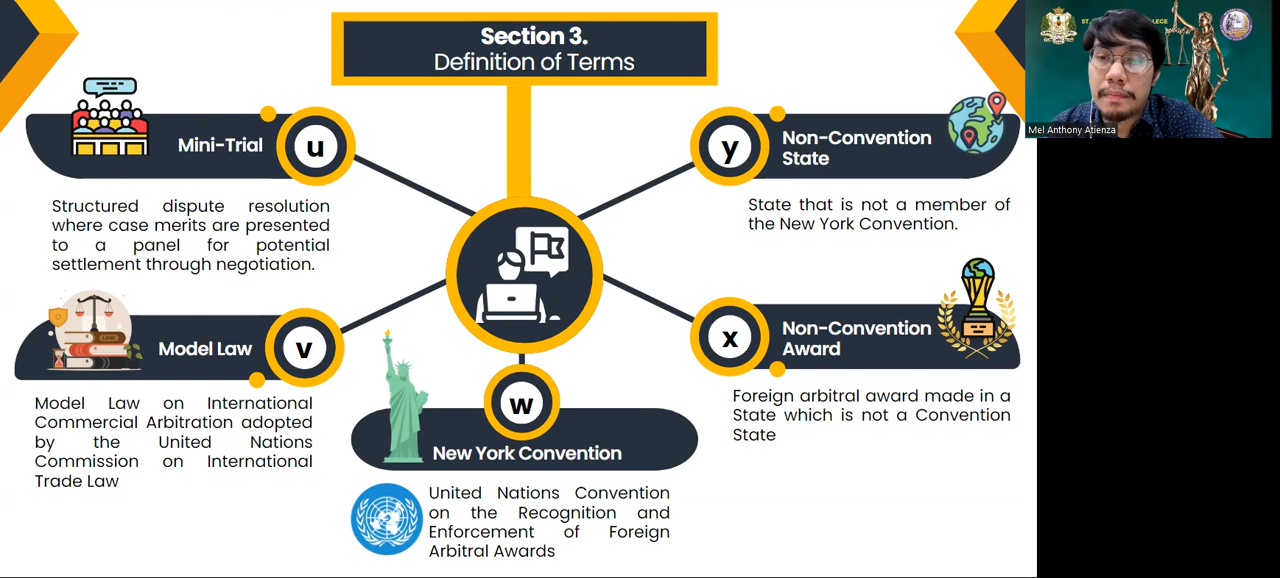 Section 3.
Definition of Terms
Mini-Trial
u
Structured dispute resolution
where case merits are presented
to a panel for potential
settlement through negotiation.
Model Law
v
Model Law on International
Commercial Arbitration adopted
by the United Nations
Commission on International
Trade Law
w
New York Convention
United Nations Convention
on the Recognition and
Enforcement of Foreign
Arbitral Awards
y
Non-Convention
State
State that is not a member of
the New York Convention.
x
Non-Convention
Award
Foreign arbitral award made in a
State which is not a Convention
State
ST.
LEGE
Mel Anthony Atienza